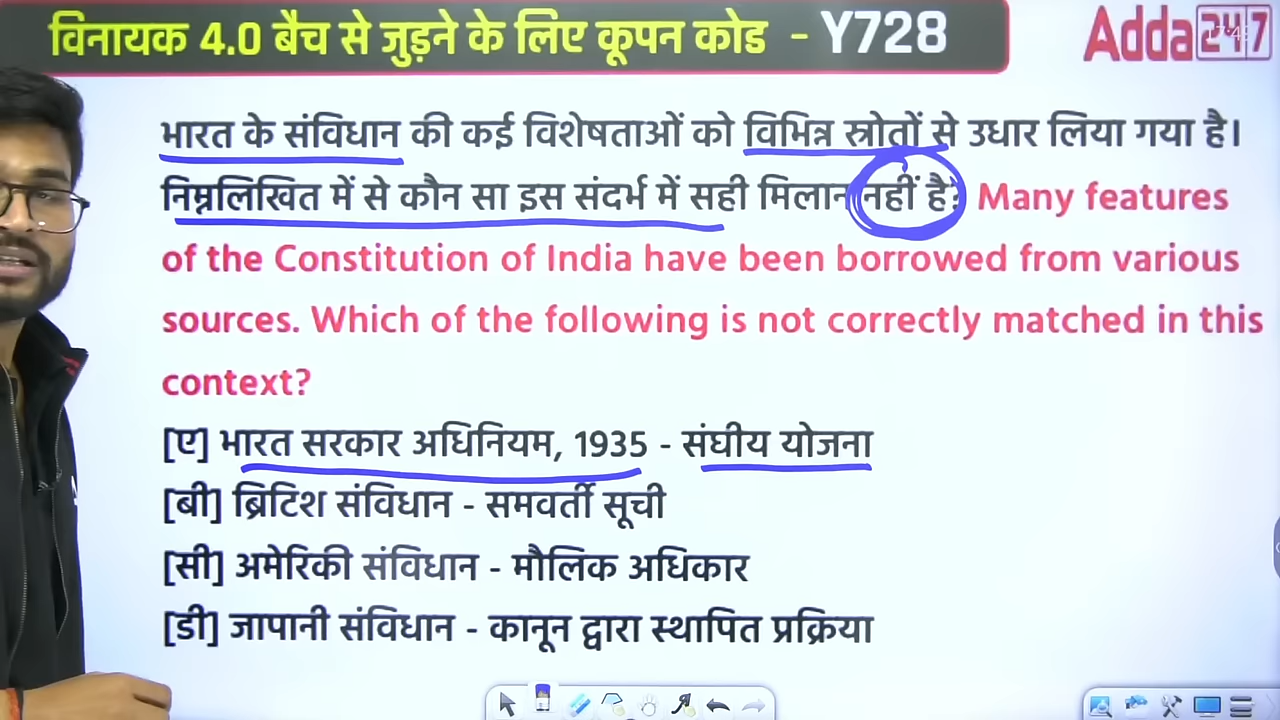 विनायक 4.0 बैच से जुड़ने के लिए कूपन कोड - Y728
Adda247
भारत के संविधान की कई विशेषताओं को विभिन्न स्रोतों से उधार लिया गया है।
निम्नलिखित में से कौन सा इस संदर्भ में सही मिलान नहीं है? Many features
of the Constitution of India have been borrowed from various
sources. Which of the following is not correctly matched in this
context?
[ए] भारत सरकार अधिनियम, 1935 - संघीय योजना
[बी] ब्रिटिश संविधान - समवर्ती सूची
[सी] अमेरिकी संविधान - मौलिक अधिकार
[डी] जापानी संविधान - कानून द्वारा स्थापित प्रक्रिया